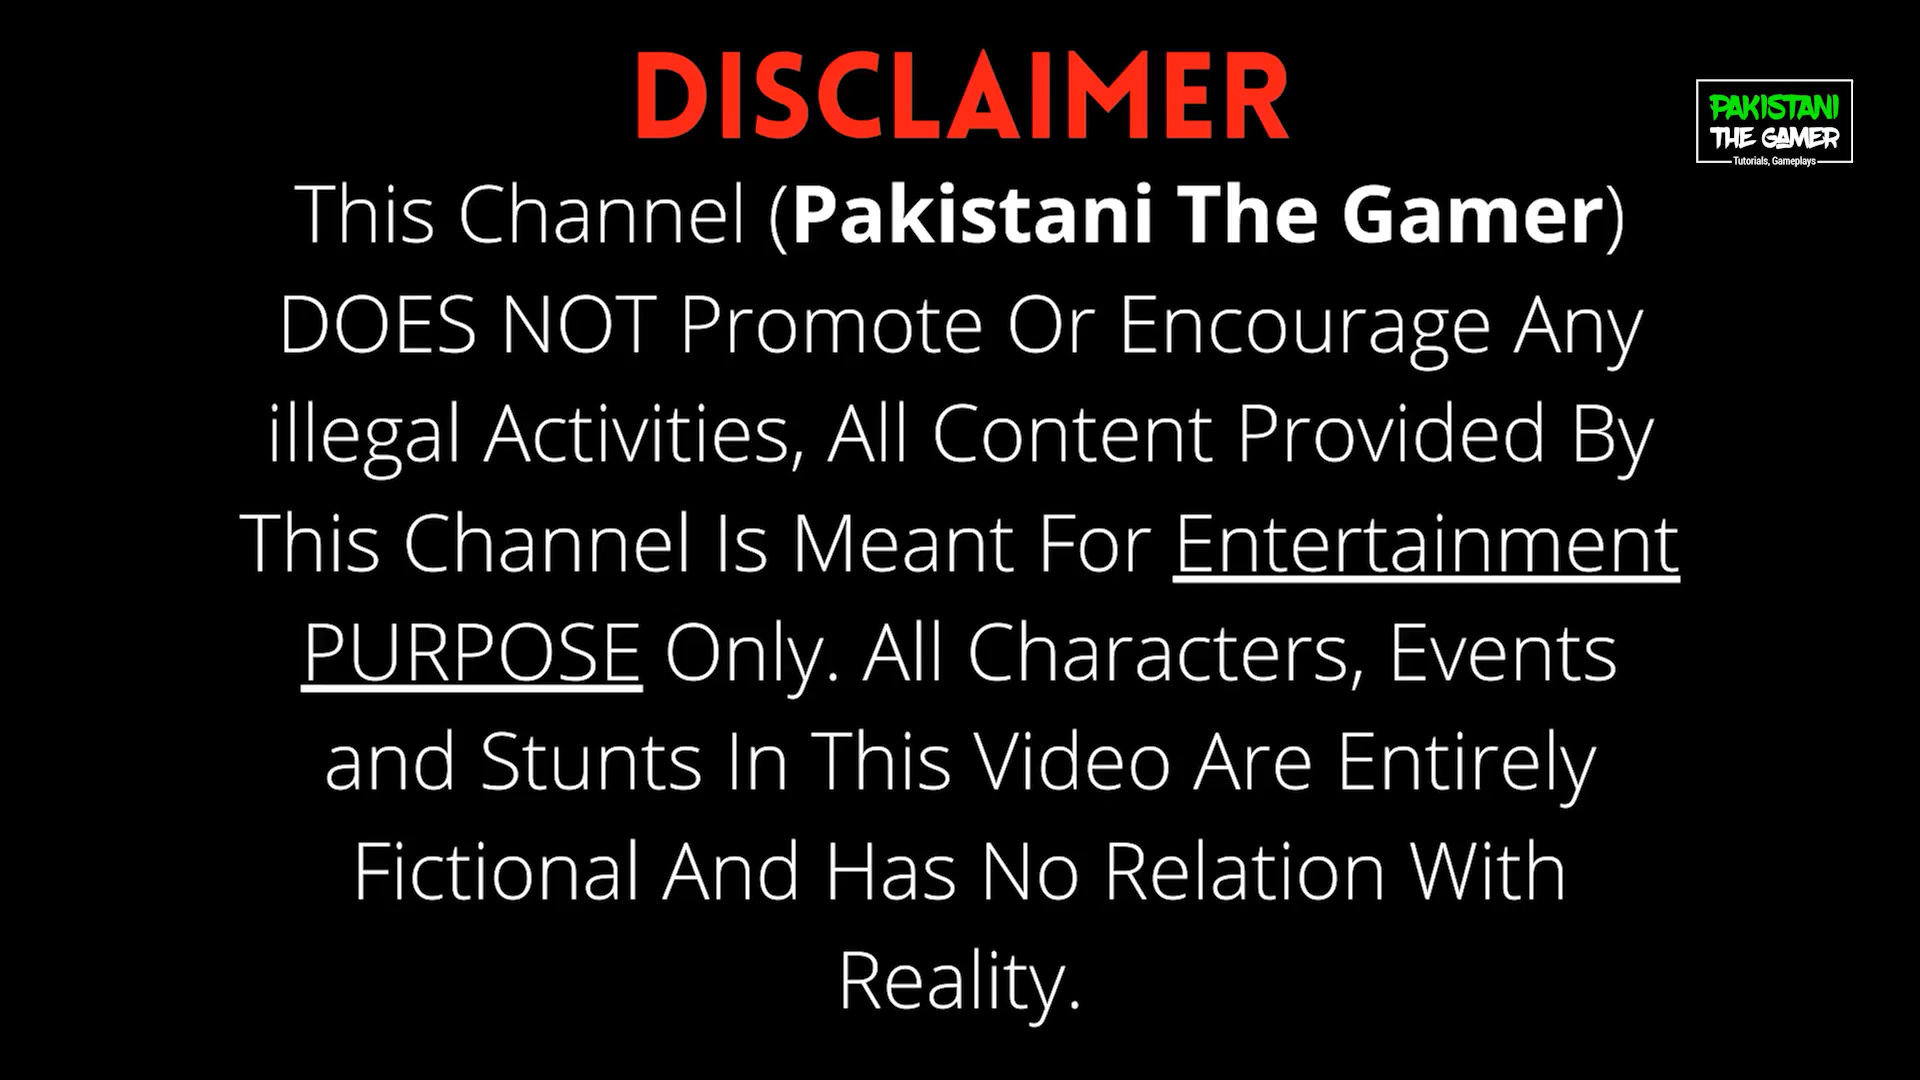 DISCLAIMER
PAKISTANI
THE GAMER
Tutorials, Gameplays
This Channel (Pakistani The Gamer)
DOES NOT Promote Or Encourage Any
illegal Activities, All Content Provided By
This Channel Is Meant For Entertainment
PURPOSE Only. All Characters, Events
and Stunts In This Video Are Entirely
Fictional And Has No Relation With
Reality.